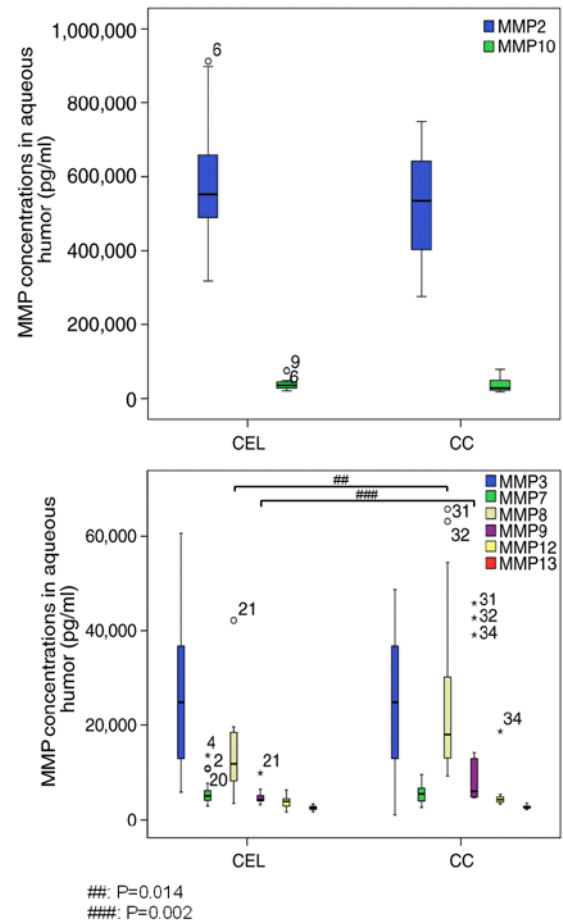 MMP concentrations in aqueous
humor (pg/ml)
1,000,000
800,000
600,000
400,000
200,000
0
MMP2
MMP10
6
9
6
CEL
CC
MMP concentrations in aqueous
humor (pg/ml)
60,000
40,000
20,000
0
##
###
MMP3
MMP7
MMP8
MMP9
MMP12
MMP13
4
2
20
21
21
31
32
31
32
34
34
CEL
CC
##: P=0.014
###: P=0.002